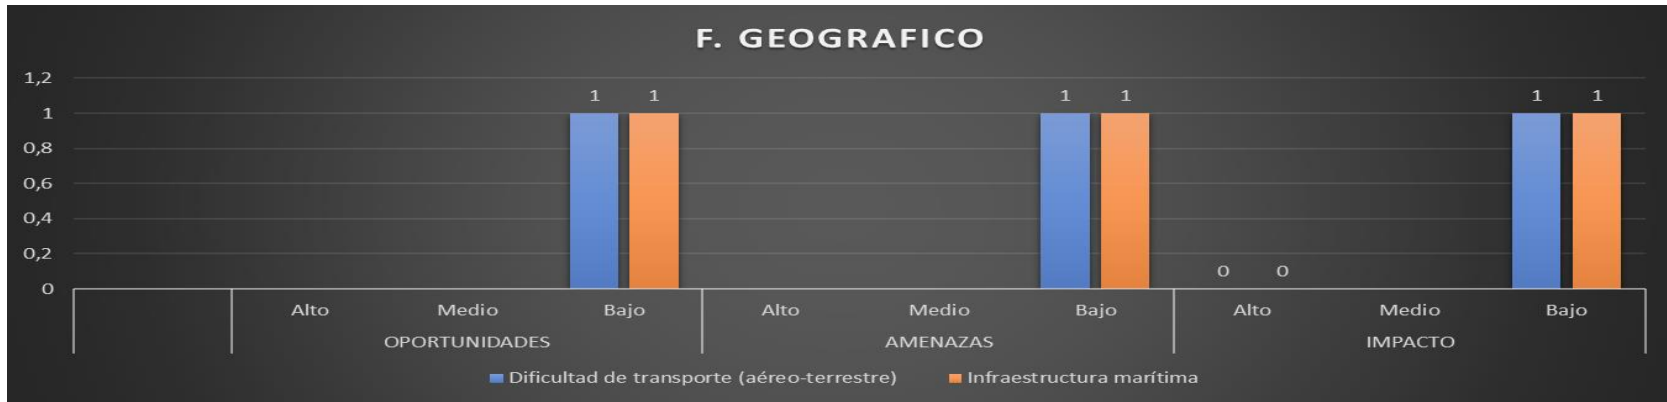 F. GEOGRAFICO
1,2
1
0,8
0,6
0,4
0,2
0
1 1 1 1 0 0 1 1
Alto Medio Bajo Alto Medio Bajo Alto Medio Bajo
OPORTUNIDADES AMENAZAS IMPACTO
Dificultad de transporte (aéreo-terrestre) Infraestructura marítima